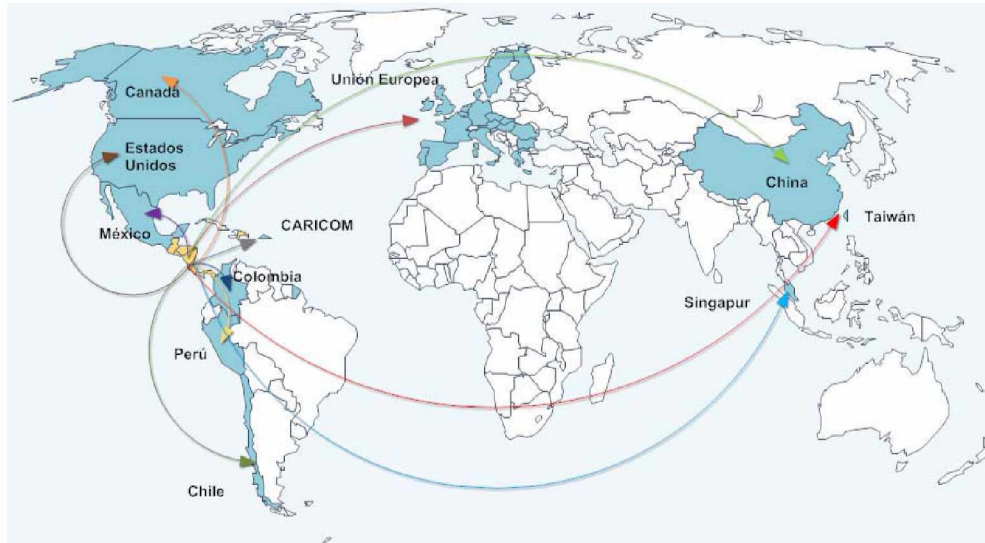 Unión Europea
Canadá
Estados
Unidos
China
México
CARICOM
Taiwán
Colombia
Singapur
Perú
Chile